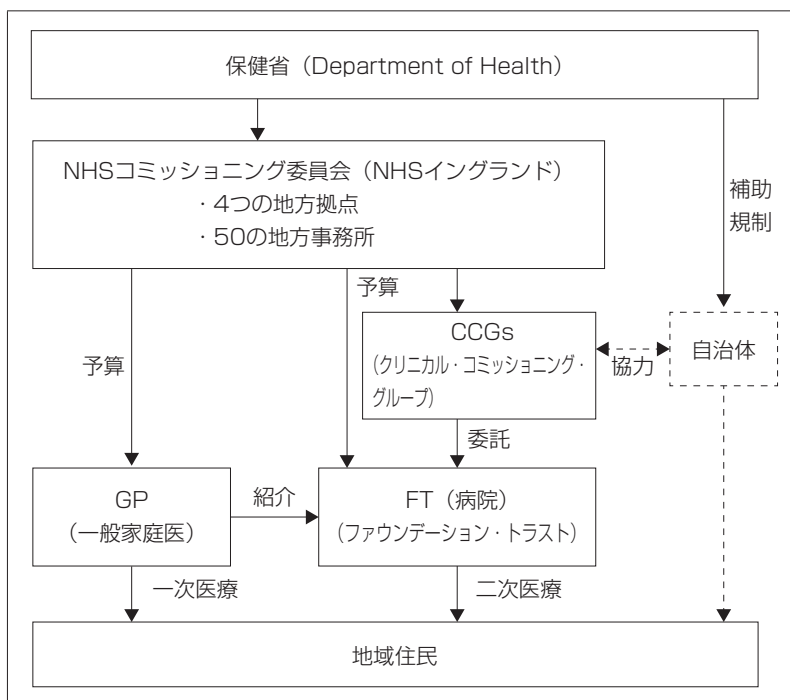 保健省（Department of Health）
NHSコミッショニング委員会（NHSイングランド）
・4つの地方拠点
・50の地方事務所
補助
規制
予算
予算
CCGs
(クリニカル・コミッショニング・
グループ)
協力
自治体
委託
GP
（一般家庭医）
紹介
FT（病院）
（ファウンデーション・トラスト）
一次医療
二次医療
地域住民